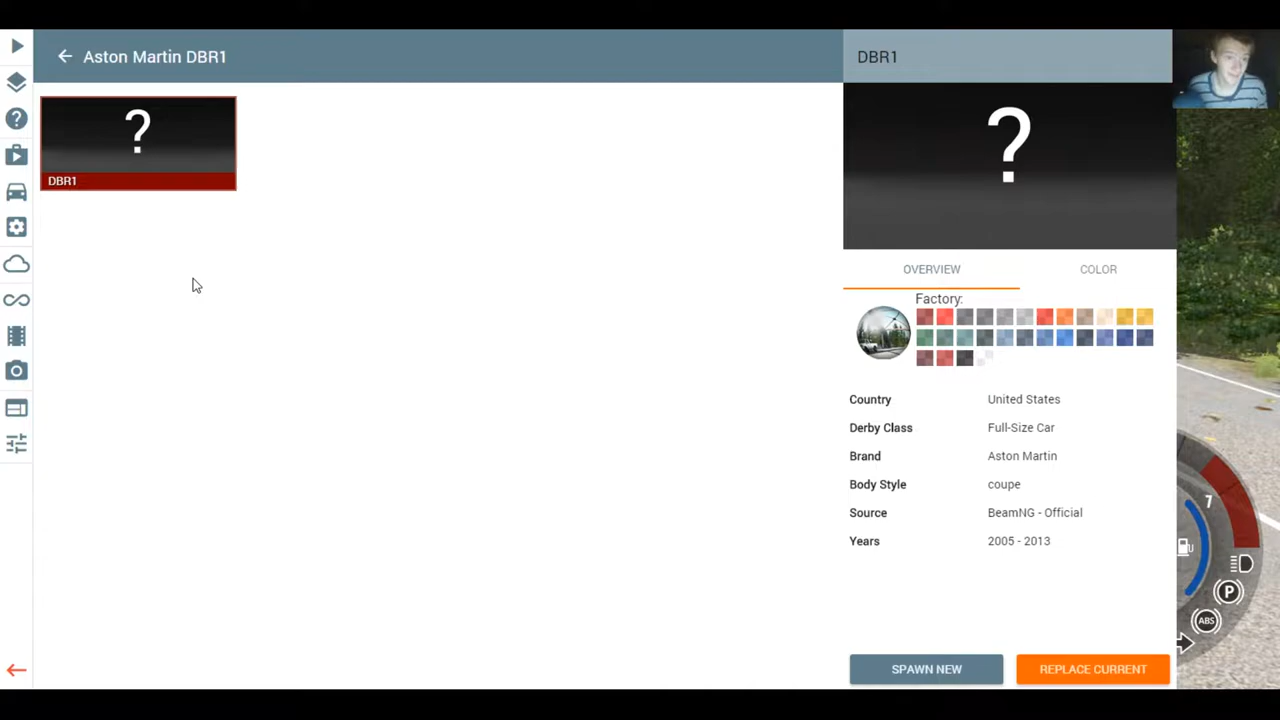 Aston Martin DBR1
DBR1
?
?
DBR1
OVERVIEW
COLOR
Factory:
Country United States
Derby Class Full-Size Car
Brand Aston Martin
Body Style coupe
Source BeamNG - Official
Years 2005 - 2013
7
P
ABS
SPAWN NEW
REPLACE CURRENT